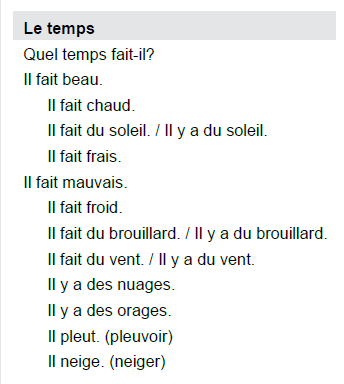 Le temps
Quel temps fait-il?
Il fait beau.
Il fait chaud.
Il fait du soleil. / Il y a du soleil.
Il fait frais.
Il fait mauvais.
Il fait froid.
Il fait du brouillard. / Il y a du brouillard.
Il fait du vent. / Il y a du vent.
Il y a des nuages.
Il y a des orages.
Il pleut. (pleuvoir)
Il neige. (neiger)